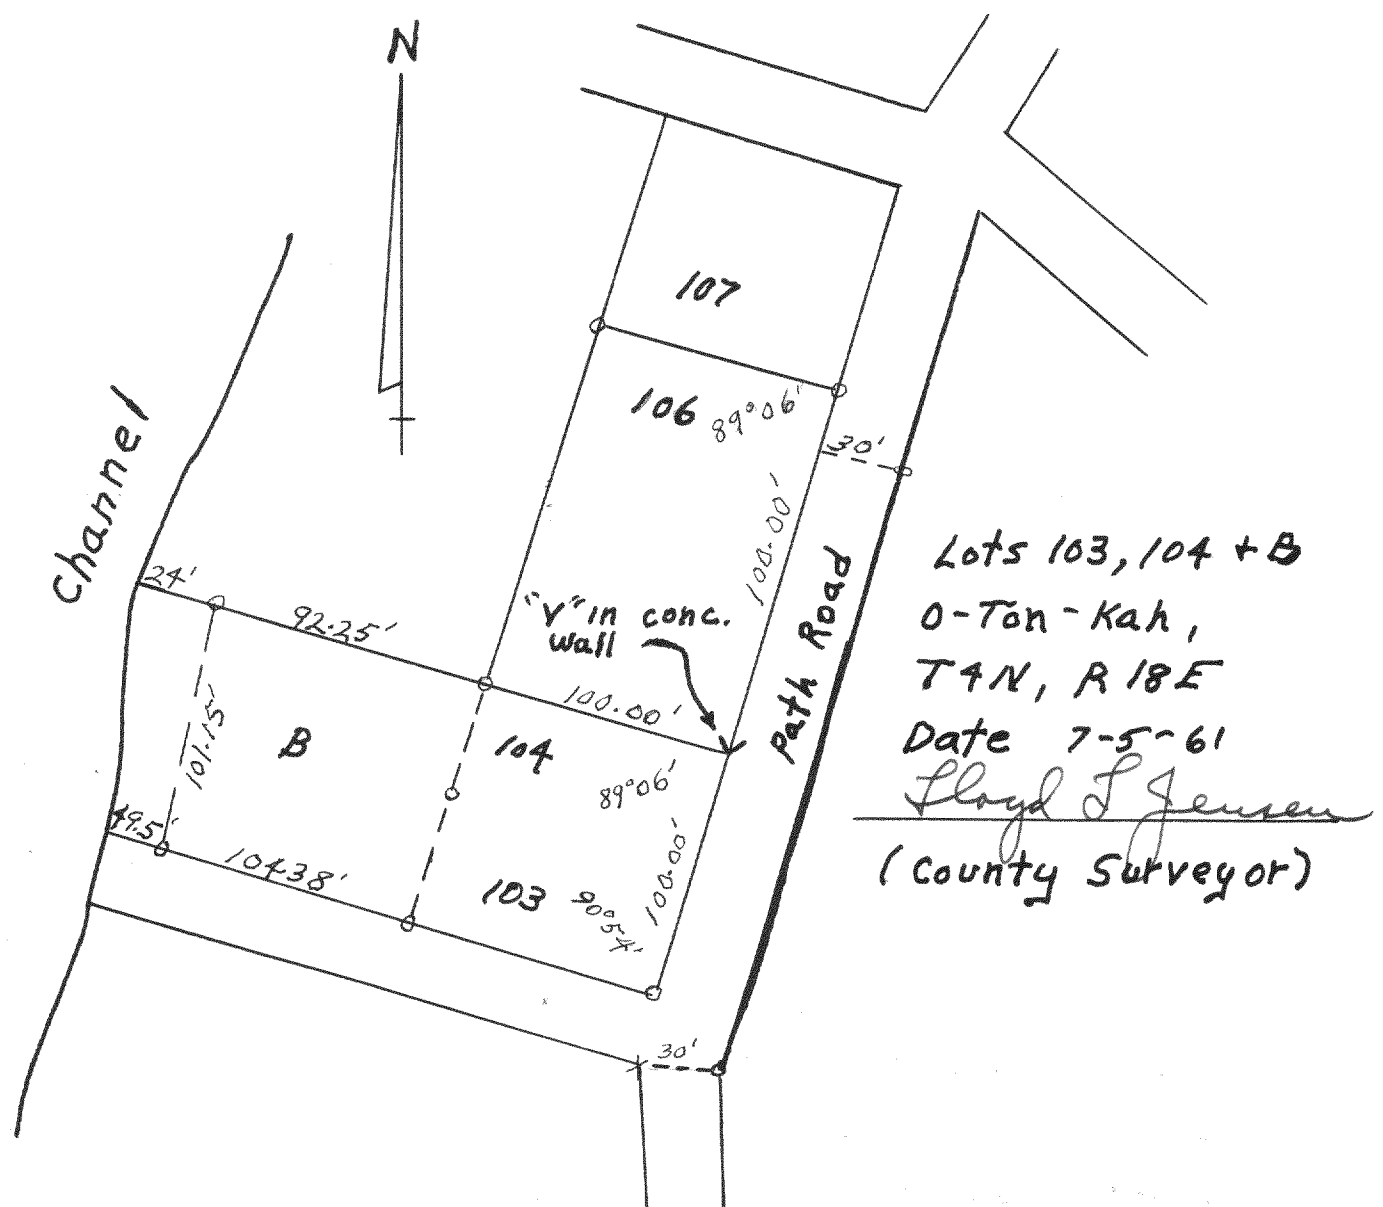 N
107
106
89°06'
30'
100.00'
Channel
24'
92.25'
"V" in conc.
wall
100.00'
Path Road
Lots 103, 104 + B
O-Ton-Kah,
T4N, R 18E
Date 7-5-61
Lloyd L Jensen
(County Surveyor)
101.15'
B
104
89°06'
49.5'
104.38'
103
90°54'
100.00'
30'